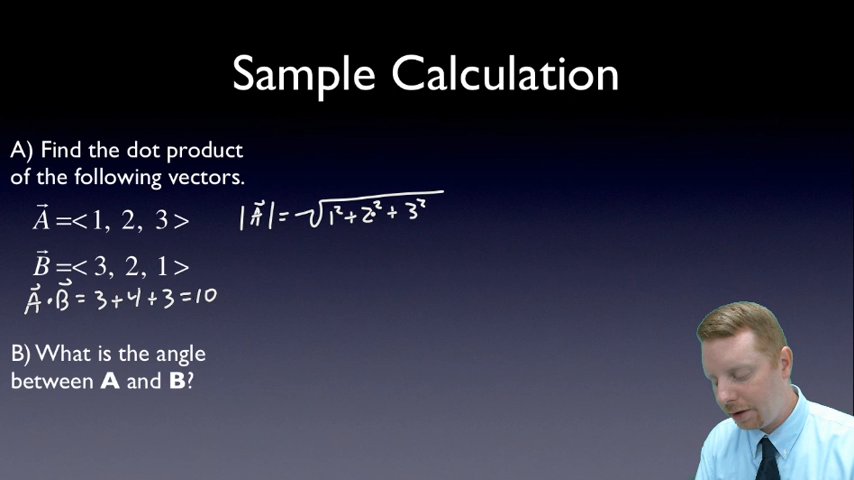 Sample Calculation
A) Find the dot product
of the following vectors.
A⃗ =< 1, 2, 3 >
|A⃗| = √1² + 2² + 3²
B⃗ =< 3, 2, 1 >
A⃗ · B⃗ = 3 + 4 + 3 = 10
B) What is the angle
between A and B?